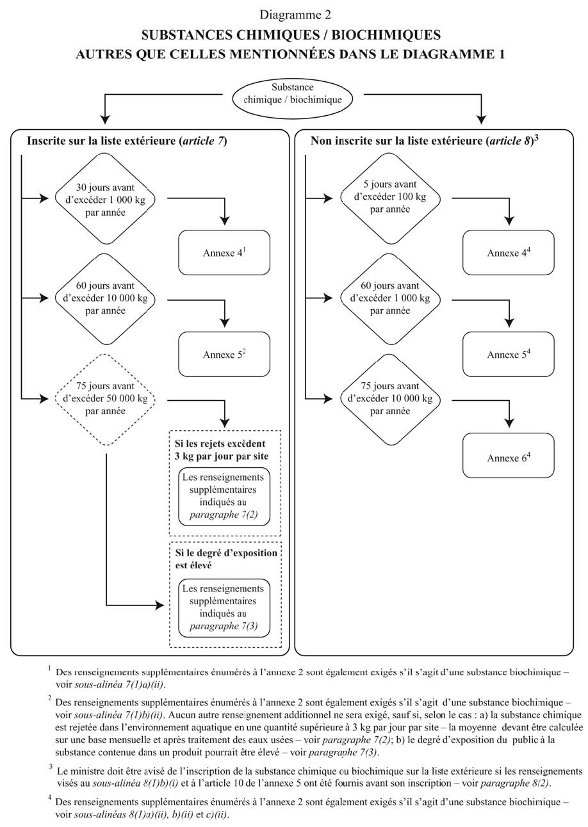 Diagramme 2
SUBSTANCES CHIMIQUES / BIOCHIMIQUES
AUTRES QUE CELLES MENTIONNÉES DANS LE DIAGRAMME 1
Substance
chimique / biochimique
Inscrite sur la liste extérieure (article 7)
30 jours avant
d'excéder 1 000 kg
par année
Annexe 4¹
60 jours avant
d'excéder 10 000 kg
par année
Annexe 5²
75 jours avant
d'excéder 50 000 kg
par année
Si les rejets excèdent
3 kg par jour par site
Les renseignements
supplémentaires
indiqués au
paragraphe 7(2)
Si le degré d'exposition
est élevé
Les renseignements
supplémentaires
indiqués au
paragraphe 7(3)
Non inscrite sur la liste extérieure (article 8)³
5 jours avant
d'excéder 100 kg
par année
Annexe 4⁴
60 jours avant
d'excéder 1 000 kg
par année
Annexe 5⁴
75 jours avant
d'excéder 10 000 kg
par année
Annexe 6⁴
¹ Des renseignements supplémentaires énumérés à l'annexe 2 sont également exigés s'il s'agit d'une substance biochimique –
voir sous-alinéa 7(1)a)(ii).
² Des renseignements supplémentaires énumérés à l'annexe 2 sont également exigés s'il s'agit d'une substance biochimique –
voir sous-alinéa 7(1)b)(ii). Aucun autre renseignement additionnel ne sera exigé, sauf si, selon le cas : a) la substance chimique
est rejetée dans l'environnement aquatique en une quantité supérieure à 3 kg par jour par site – la moyenne devant être calculée
sur une base mensuelle et après traitement des eaux usées – voir paragraphe 7(2); b) le degré d'exposition du public à la
substance contenue dans un produit pourrait être élevé – voir paragraphe 7(3).
³ Le ministre doit être avisé de l'inscription de la substance chimique ou biochimique sur la liste extérieure si les renseignements
visés au sous-alinéa 8(1)b)(i) et à l'article 10 de l'annexe 5 ont été fournis avant son inscription – voir paragraphe 8(2).
⁴ Des renseignements supplémentaires énumérés à l'annexe 2 sont également exigés s'il s'agit d'une substance biochimique –
voir sous-alinéas 8(1)a)(ii), b)(ii) et c)(ii).